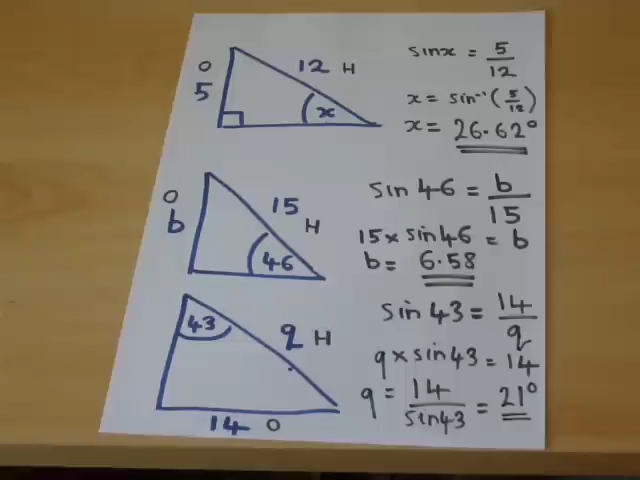 O
5
12 H
x
sinx = 5/12
x = sin⁻¹(5/12)
x = 26.62°
O
b
15
H
46
sin 46 = b/15
15 x sin46 = b
b = 6.58
43
q H
14 O
sin 43 = 14/q
q x sin43 = 14
q = 14/sin43 = 21°